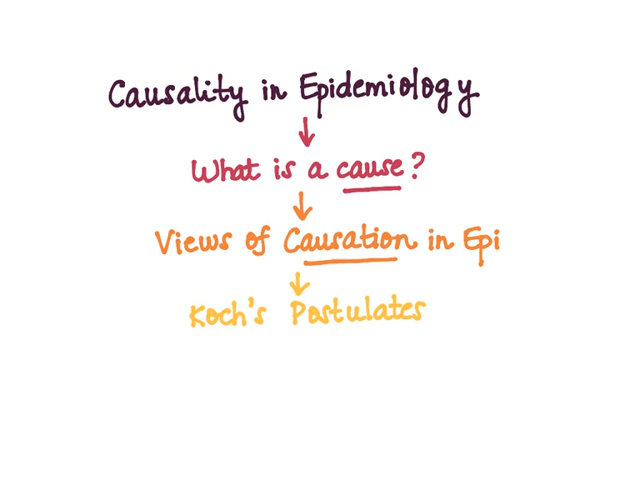 Causality in Epidemiology
What is a cause?
Views of Causation in Epi
Koch's Postulates